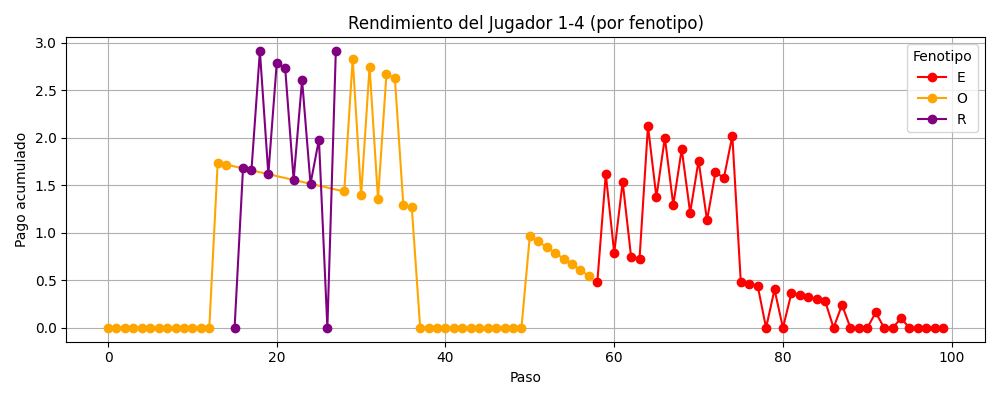 Rendimiento del Jugador 1-4 (por fenotipo)
Pago acumulado
3.0
2.5
2.0
1.5
1.0
0.5
0.0
Fenotipo
E
O
R
0 20 40 60 80 100
Paso